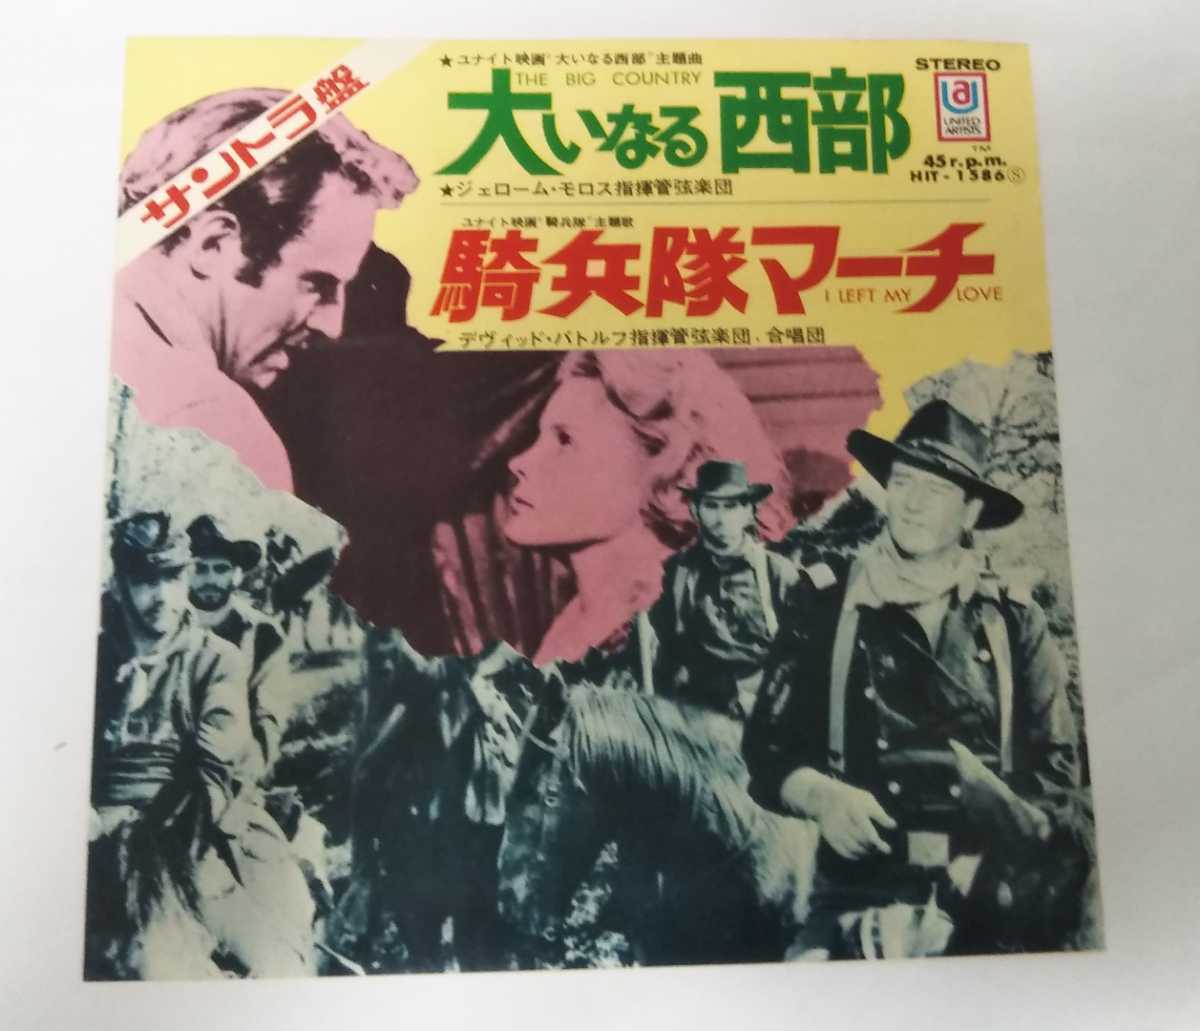 サントラ盤
★ユナイト映画“大いなる西部”主題曲
THE BIG COUNTRY
大いなる西部
★ジェローム・モロス指揮管弦楽団
STEREO
ua
UNITED
ARTISTS
TM
45 r.p.m.
HIT-1586Ⓢ
ユナイト映画“騎兵隊”主題歌
騎兵隊マーチ
I LEFT MY LOVE
デヴィッド・バトルフ指揮管弦楽団、合唱団